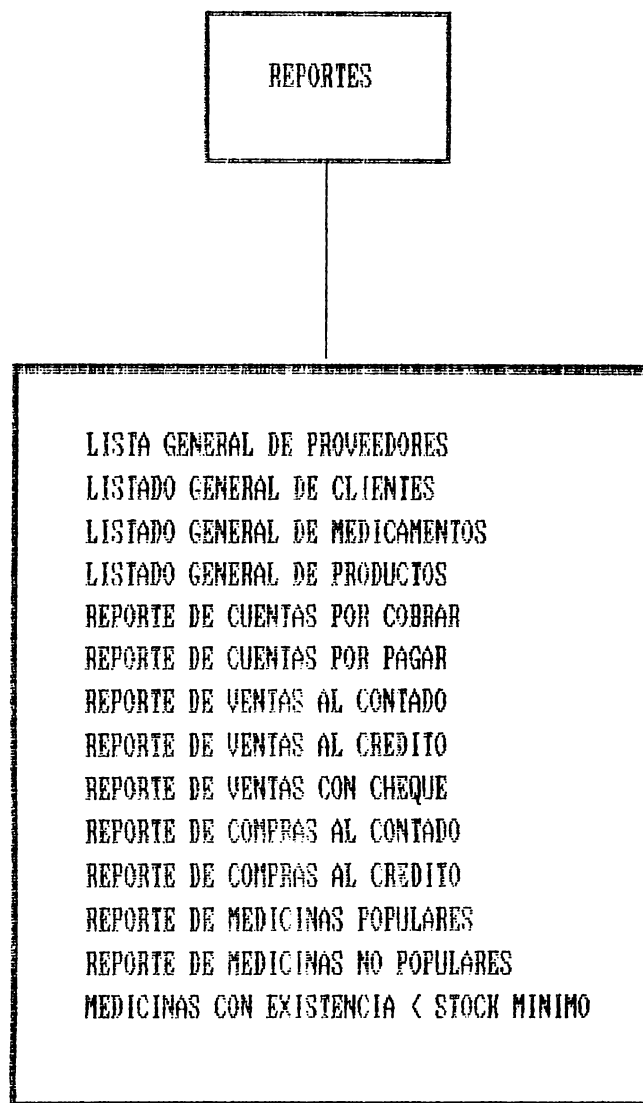 REPORTES
LISTA GENERAL DE PROVEEDORES
LISTADO GENERAL DE CLIENTES
LISTADO GENERAL DE MEDICAMENTOS
LISTADO GENERAL DE PRODUCTOS
REPORTE DE CUENTAS POR COBRAR
REPORTE DE CUENTAS POR PAGAR
REPORTE DE VENTAS AL CONTADO
REPORTE DE VENTAS AL CREDITO
REPORTE DE VENTAS CON CHEQUE
REPORTE DE COMPRAS AL CONTADO
REPORTE DE COMPRAS AL CREDITO
REPORTE DE MEDICINAS POPULARES
REPORTE DE MEDICINAS NO POPULARES
MEDICINAS CON EXISTENCIA < STOCK MINIMO